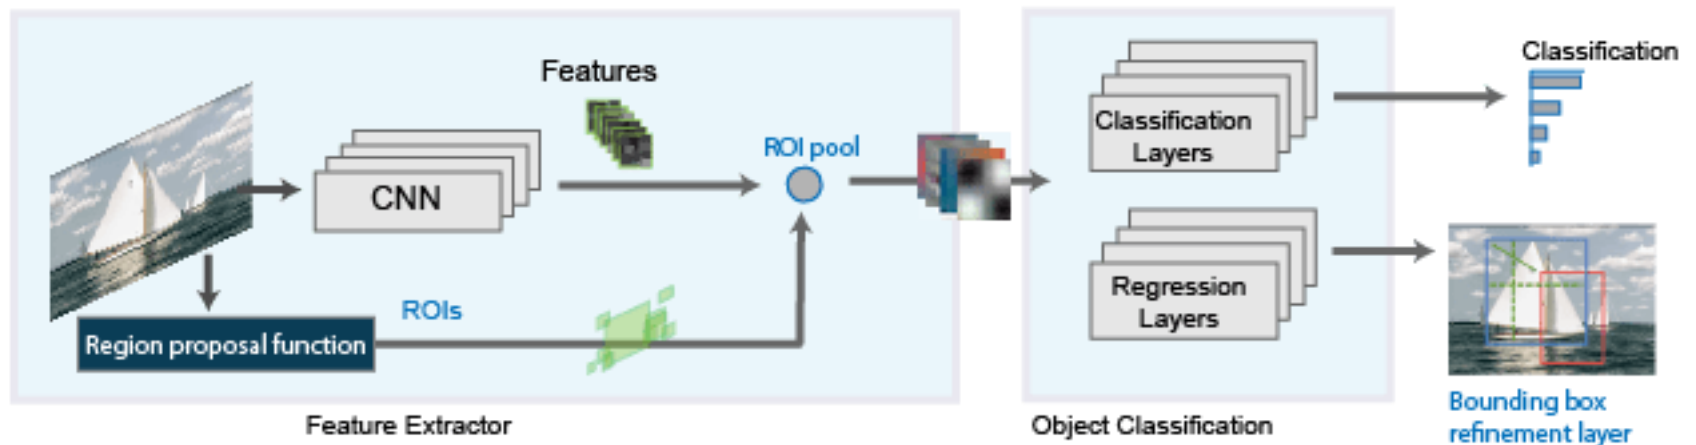 Features
CNN
ROI pool
ROIs
Region proposal function
Feature Extractor
Classification
Layers
Regression
Layers
Object Classification
Classification
Bounding box
refinement layer